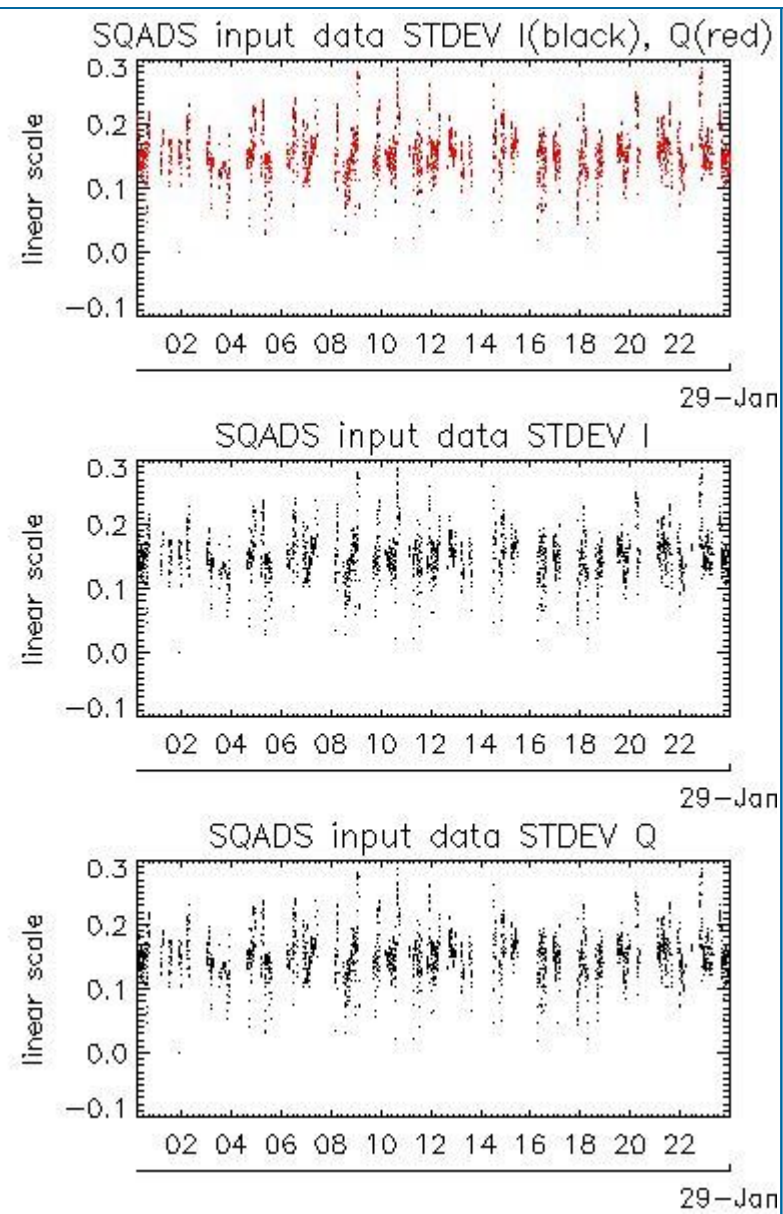 SQADS input data STDEV I(black), Q(red)
0.3
0.2
0.1
0.0
−0.1
linear scale
02 04 06 08 10 12 14 16 18 20 22
29−Jan
SQADS input data STDEV I
0.3
0.2
0.1
0.0
−0.1
linear scale
02 04 06 08 10 12 14 16 18 20 22
29−Jan
SQADS input data STDEV Q
0.3
0.2
0.1
0.0
−0.1
linear scale
02 04 06 08 10 12 14 16 18 20 22
29−Jan